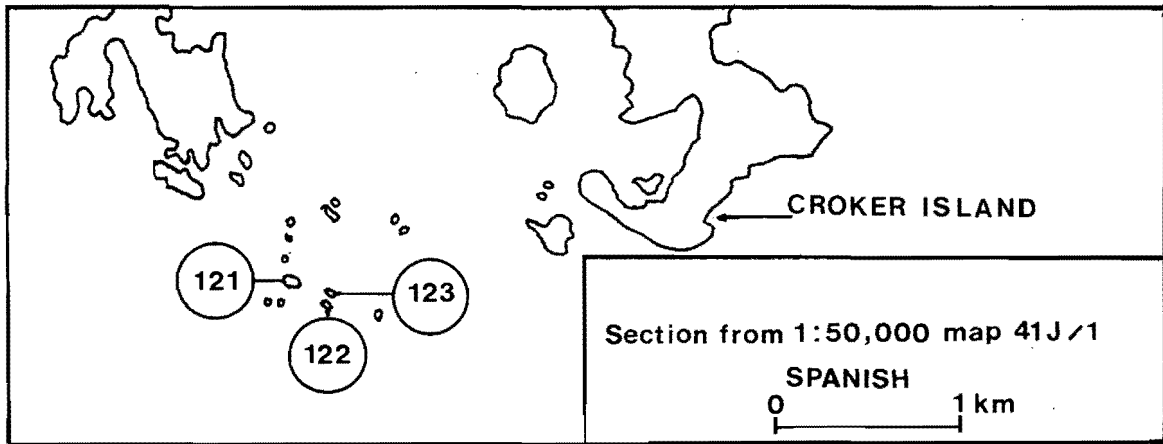 CROKER ISLAND
121
123
122
Section from 1:50,000 map 41J/1
SPANISH
0 1 km